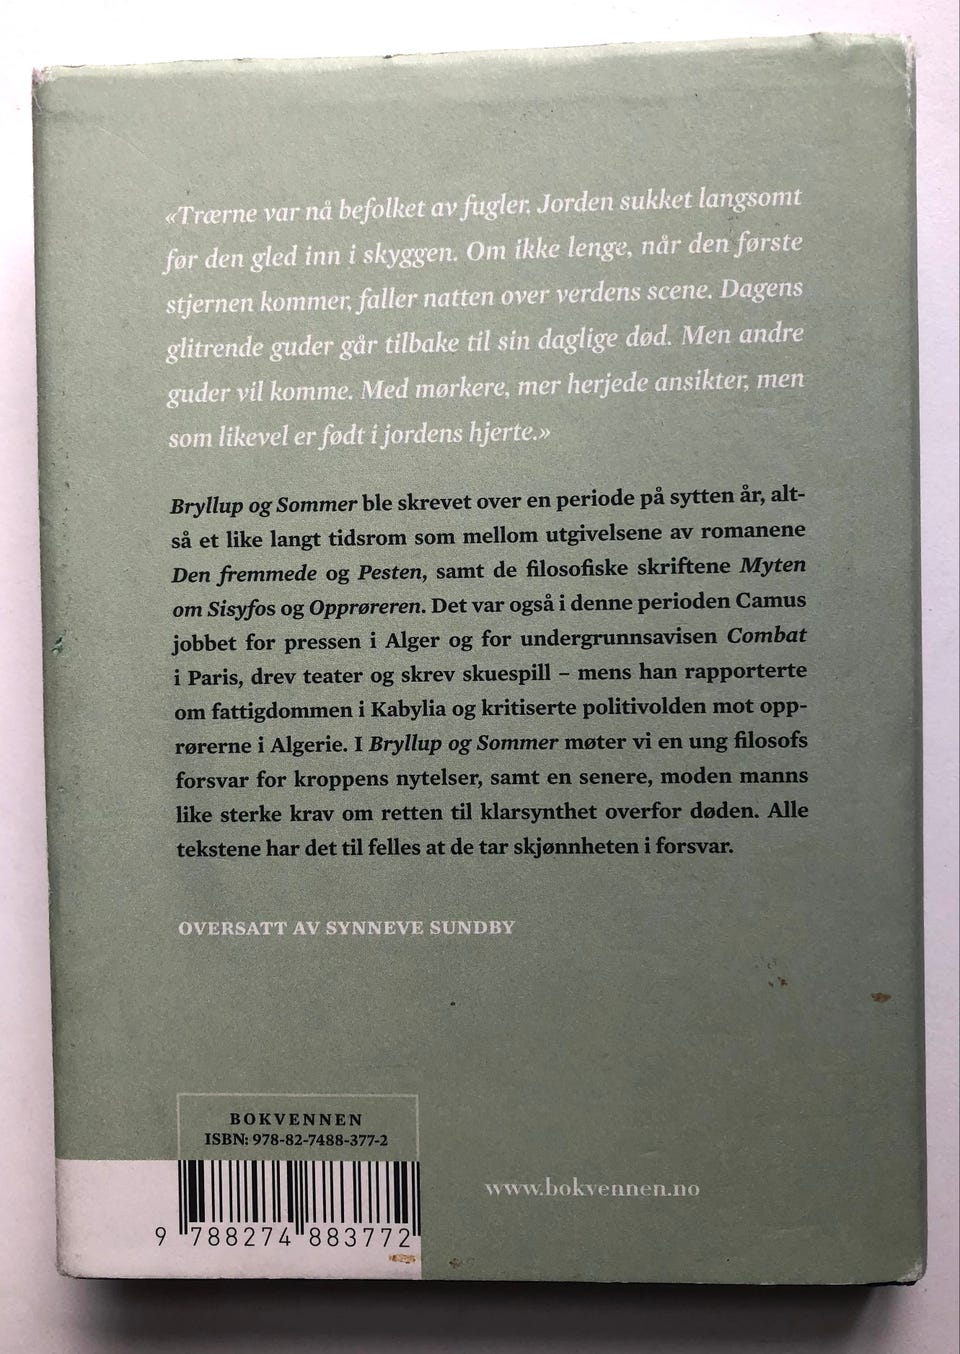 «Trærne var nå befolket av fugler. Jorden sukket langsomt
før den gled inn i skyggen. Om ikke lenge, når den første
stjernen kommer, faller natten over verdens scene. Dagens
glitrende guder går tilbake til sin daglige død. Men andre
guder vil komme. Med mørkere, mer herjede ansikter, men
som likevel er født i jordens hjerte.»
Bryllup og Sommer ble skrevet over en periode på sytten år, alt-
så et like langt tidsrom som mellom utgivelsene av romanene
Den fremmede og Pesten, samt de filosofiske skriftene Myten
om Sisyfos og Opprøreren. Det var også i denne perioden Camus
jobbet for pressen i Alger og for undergrunnsavisen Combat
i Paris, drev teater og skrev skuespill – mens han rapporterte
om fattigdommen i Kabylia og kritiserte politivolden mot opp-
rørerne i Algerie. I Bryllup og Sommer møter vi en ung filosofs
forsvar for kroppens nytelser, samt en senere, moden manns
like sterke krav om retten til klarsynthet overfor døden. Alle
tekstene har det til felles at de tar skjønnheten i forsvar.
OVERSATT AV SYNNEVE SUNDBY
BOKVENNEN
ISBN: 978-82-7488-377-2
www.bokvennen.no
9 788274 883772